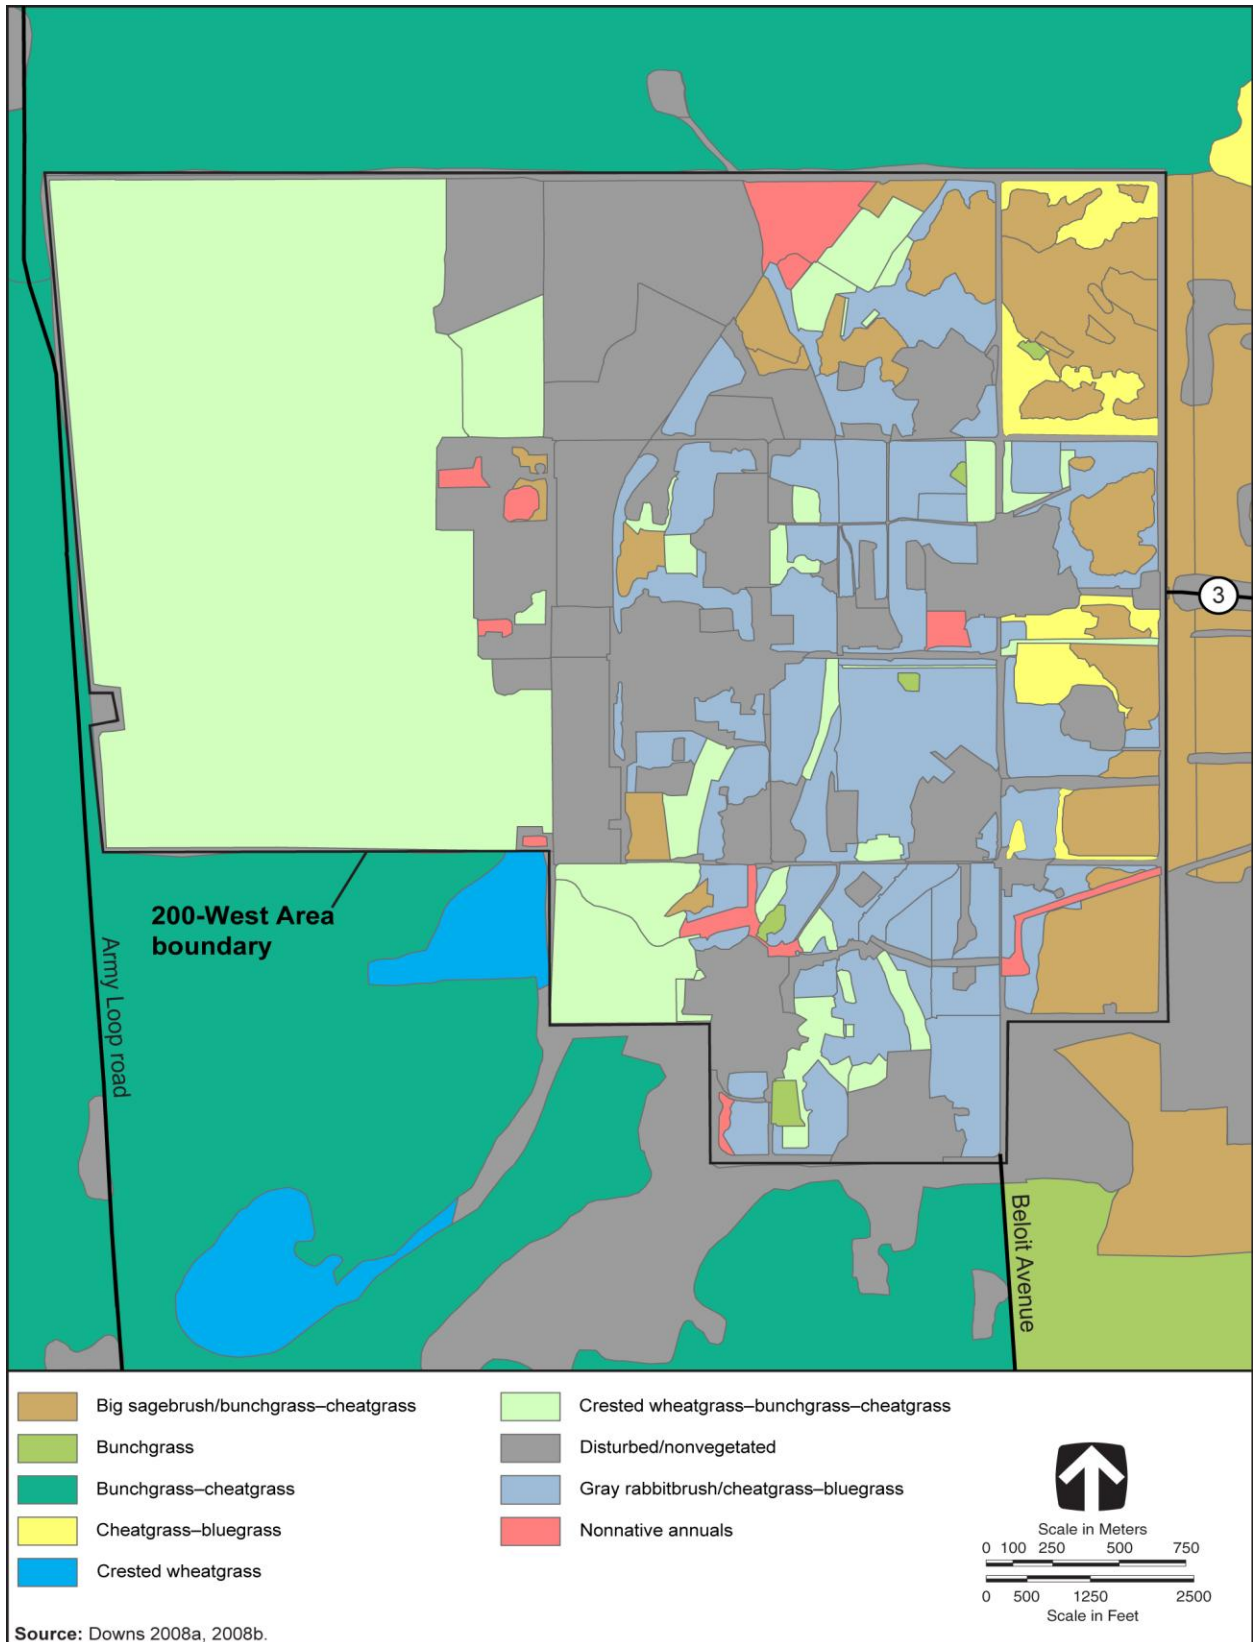 3
200-West Area
boundary
Army Loop road
Beloit Avenue
Big sagebrush/bunchgrass–cheatgrass
Bunchgrass
Bunchgrass–cheatgrass
Cheatgrass–bluegrass
Crested wheatgrass
Crested wheatgrass–bunchgrass–cheatgrass
Disturbed/nonvegetated
Gray rabbitbrush/cheatgrass–bluegrass
Nonnative annuals
Scale in Meters
0 100 250 500 750
0 500 1250 2500
Scale in Feet
Source: Downs 2008a, 2008b.